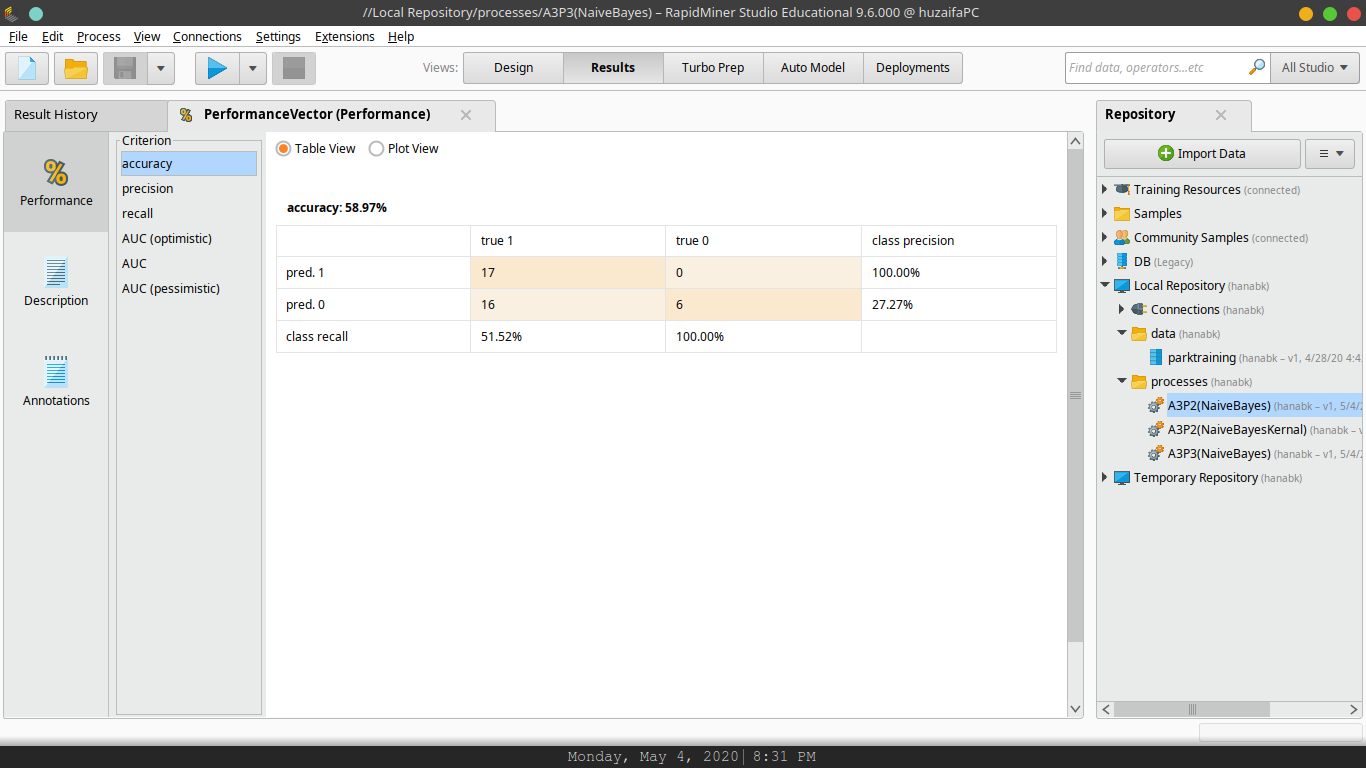 //Local Repository/processes/A3P3(NaiveBayes) – RapidMiner Studio Educational 9.6.000 @ huzaifaPC
File Edit Process View Connections Settings Extensions Help
Views: Design Results Turbo Prep Auto Model Deployments Find data, operators...etc All Studio
Result History PerformanceVector (Performance)
Performance
Description
Annotations
Criterion
accuracy
precision
recall
AUC (optimistic)
AUC
AUC (pessimistic)
Table View Plot View
accuracy: 58.97%
true 1 true 0 class precision
pred. 1 17 0 100.00%
pred. 0 16 6 27.27%
class recall 51.52% 100.00%
Repository
Import Data
Training Resources (connected)
Samples
Community Samples (connected)
DB (Legacy)
Local Repository (hanabk)
Connections (hanabk)
data (hanabk)
parktraining (hanabk – v1, 4/28/20 4:4
processes (hanabk)
A3P2(NaiveBayes) (hanabk – v1, 5/4/2
A3P2(NaiveBayesKernal) (hanabk – v
A3P3(NaiveBayes) (hanabk – v1, 5/4/2
Temporary Repository (hanabk)
Monday, May 4, 2020| 8:31 PM